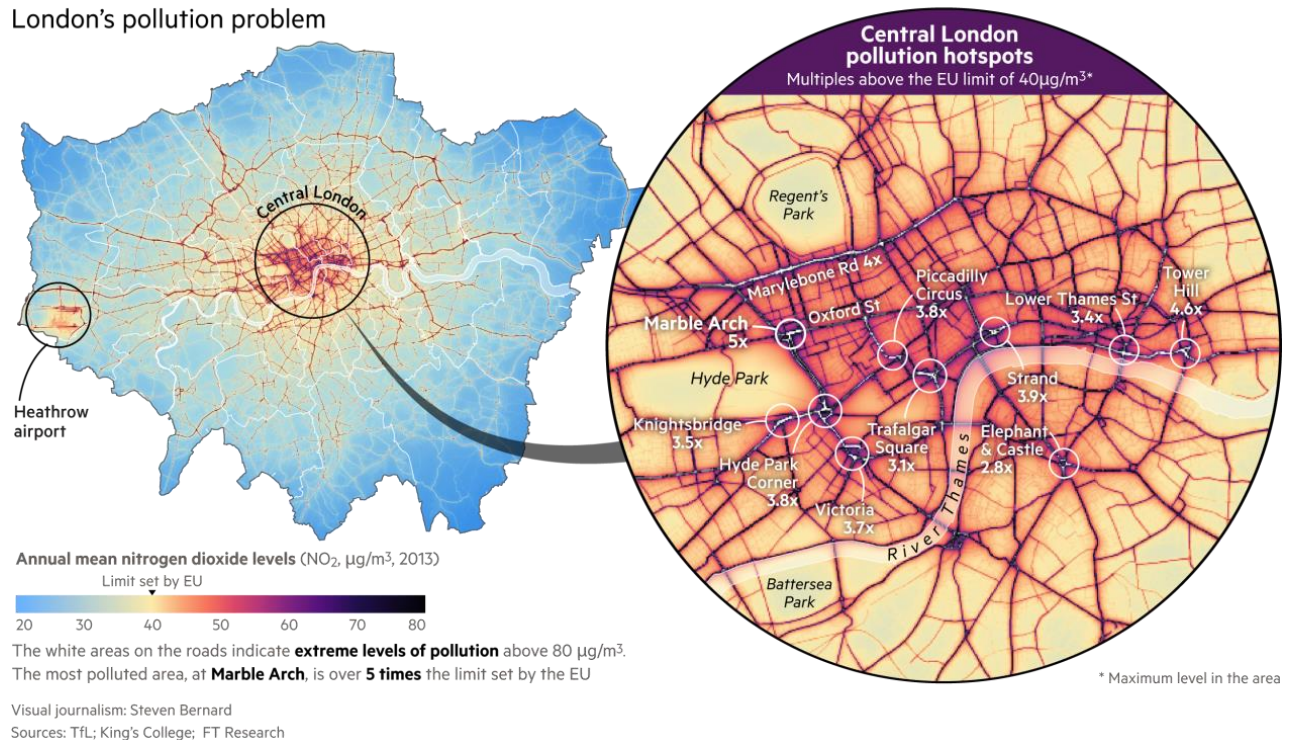 London’s pollution problem
Central London
Heathrow
airport
Annual mean nitrogen dioxide levels (NO₂, µg/m³, 2013)
Limit set by EU
20 30 40 50 60 70 80
The white areas on the roads indicate extreme levels of pollution above 80 µg/m³.
The most polluted area, at Marble Arch, is over 5 times the limit set by the EU
Visual journalism: Steven Bernard
Sources: TfL; King’s College; FT Research
Central London
pollution hotspots
Multiples above the EU limit of 40µg/m³*
Regent’s
Park
Marylebone Rd 4x
Piccadilly
Circus
3.8x
Tower
Hill
4.6x
Lower Thames St
3.4x
Oxford St
Marble Arch
5x
Hyde Park
Strand
3.9x
Knightsbridge
3.5x
Trafalgar
Square
3.1x
Elephant
& Castle
2.8x
Hyde Park
Corner
3.8x
Victoria
3.7x
River Thames
Battersea
Park
* Maximum level in the area